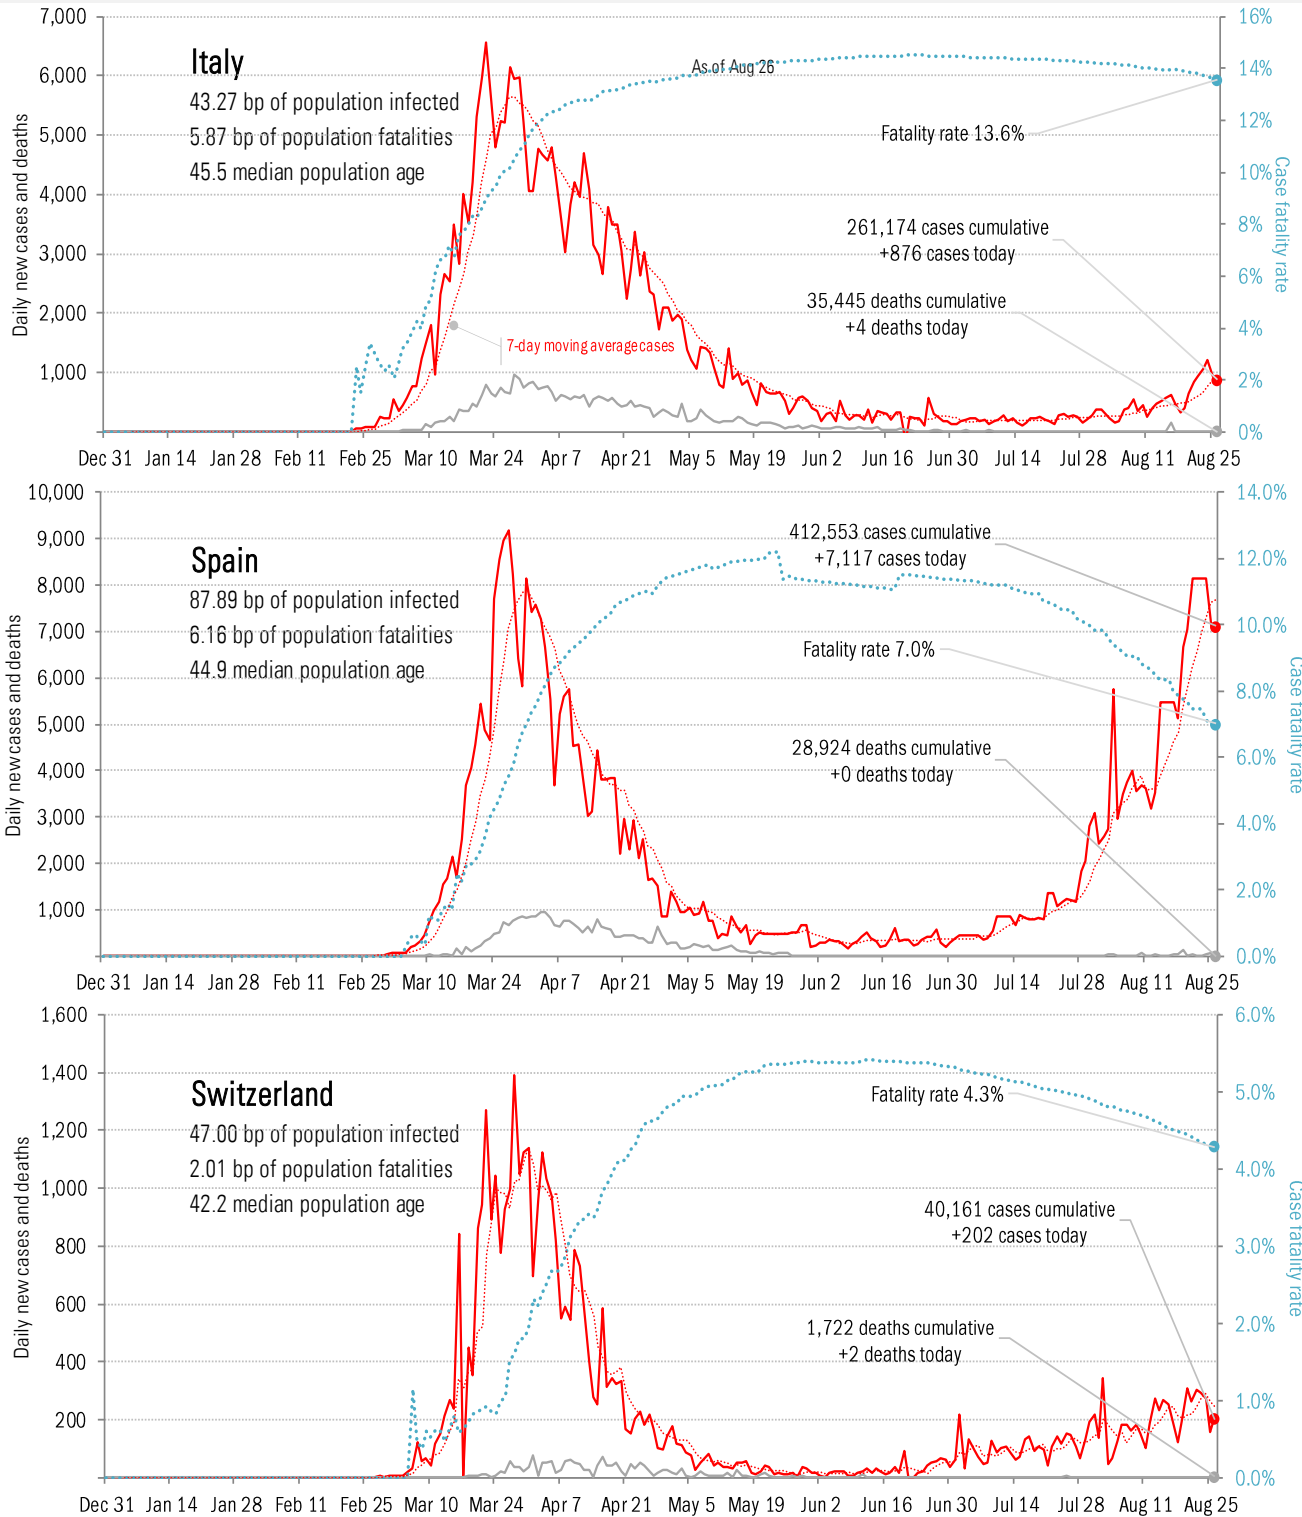 7,000
6,000
5,000
4,000
3,000
2,000
1,000
Daily new cases and deaths
Italy
43.27 bp of population infected
5.87 bp of population fatalities
45.5 median population age
As of Aug 26
16%
14%
12%
10%
8%
6%
4%
2%
0%
Case fatality rate
Fatality rate 13.6%
261,174 cases cumulative
+876 cases today
35,445 deaths cumulative
+4 deaths today
7-day moving average cases
Dec 31 Jan 14 Jan 28 Feb 11 Feb 25 Mar 10 Mar 24 Apr 7 Apr 21 May 5 May 19 Jun 2 Jun 16 Jun 30 Jul 14 Jul 28 Aug 11 Aug 25
10,000
9,000
8,000
7,000
6,000
5,000
4,000
3,000
2,000
1,000
Daily new cases and deaths
Spain
87.89 bp of population infected
6.16 bp of population fatalities
44.9 median population age
412,553 cases cumulative
+7,117 cases today
Fatality rate 7.0%
28,924 deaths cumulative
+0 deaths today
14.0%
12.0%
10.0%
8.0%
6.0%
4.0%
2.0%
0.0%
Case fatality rate
Dec 31 Jan 14 Jan 28 Feb 11 Feb 25 Mar 10 Mar 24 Apr 7 Apr 21 May 5 May 19 Jun 2 Jun 16 Jun 30 Jul 14 Jul 28 Aug 11 Aug 25
1,600
1,400
1,200
1,000
800
600
400
200
Daily new cases and deaths
Switzerland
47.00 bp of population infected
2.01 bp of population fatalities
42.2 median population age
Fatality rate 4.3%
40,161 cases cumulative
+202 cases today
1,722 deaths cumulative
+2 deaths today
6.0%
5.0%
4.0%
3.0%
2.0%
1.0%
0.0%
Case fatality rate
Dec 31 Jan 14 Jan 28 Feb 11 Feb 25 Mar 10 Mar 24 Apr 7 Apr 21 May 5 May 19 Jun 2 Jun 16 Jun 30 Jul 14 Jul 28 Aug 11 Aug 25